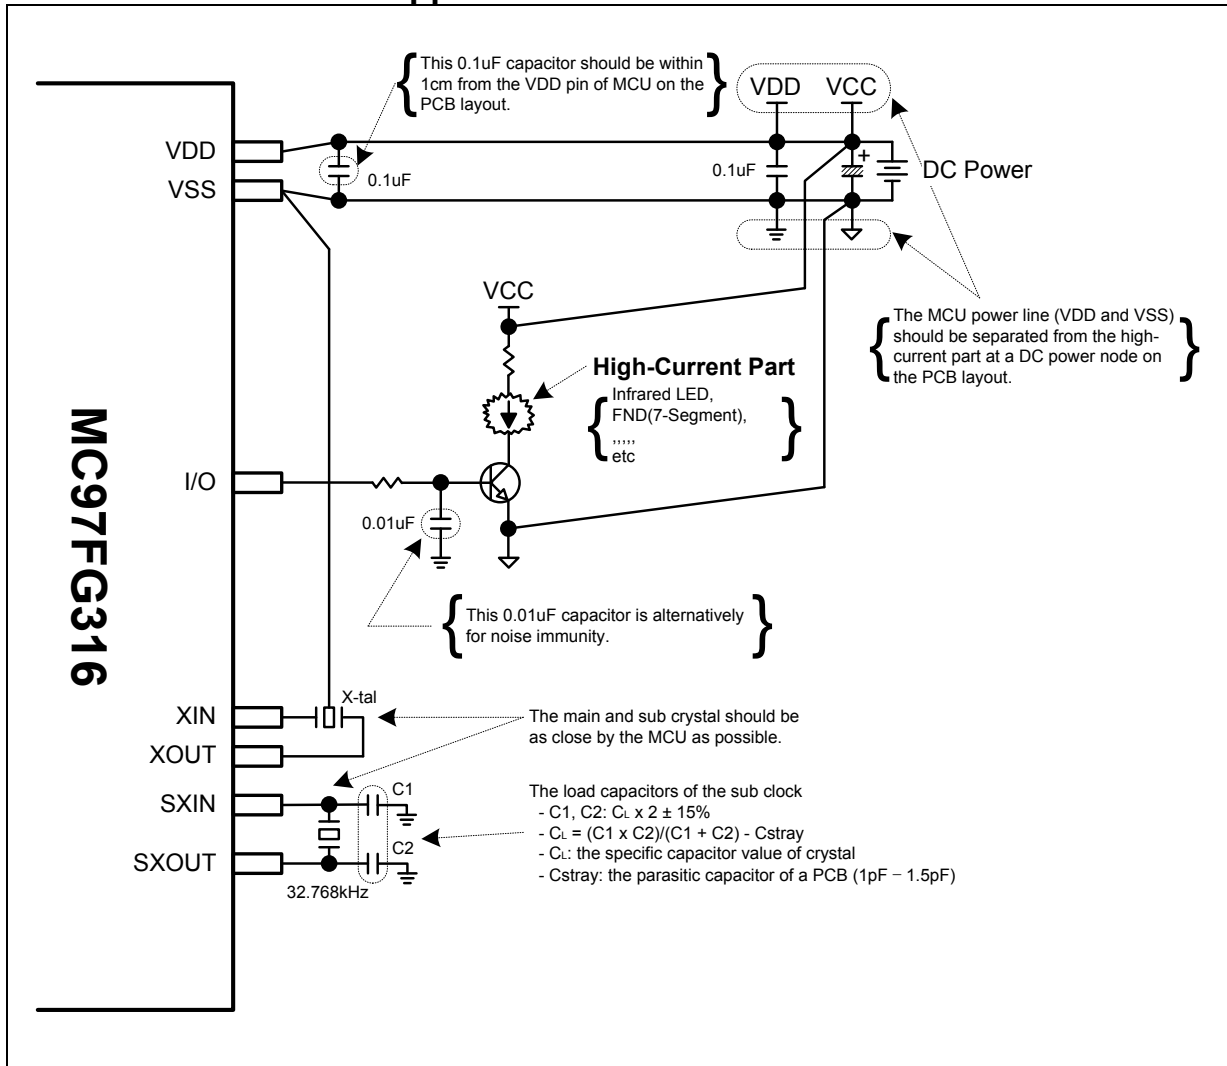 This 0.1uF capacitor should be within
1cm from the VDD pin of MCU on the
PCB layout.
VDD VCC
VDD
VSS
0.1uF
0.1uF
+
DC Power
VCC
The MCU power line (VDD and VSS)
should be separated from the high-
current part at a DC power node on
the PCB layout.
High-Current Part
Infrared LED,
FND(7-Segment),
,,,,,
etc
MC97FG316
I/O
0.01uF
This 0.01uF capacitor is alternatively
for noise immunity.
X-tal
XIN
XOUT
The main and sub crystal should be
as close by the MCU as possible.
SXIN
SXOUT
C1
C2
32.768kHz
The load capacitors of the sub clock
- C1, C2: CL x 2 ± 15%
- CL = (C1 x C2)/(C1 + C2) - Cstray
- CL: the specific capacitor value of crystal
- Cstray: the parasitic capacitor of a PCB (1pF – 1.5pF)